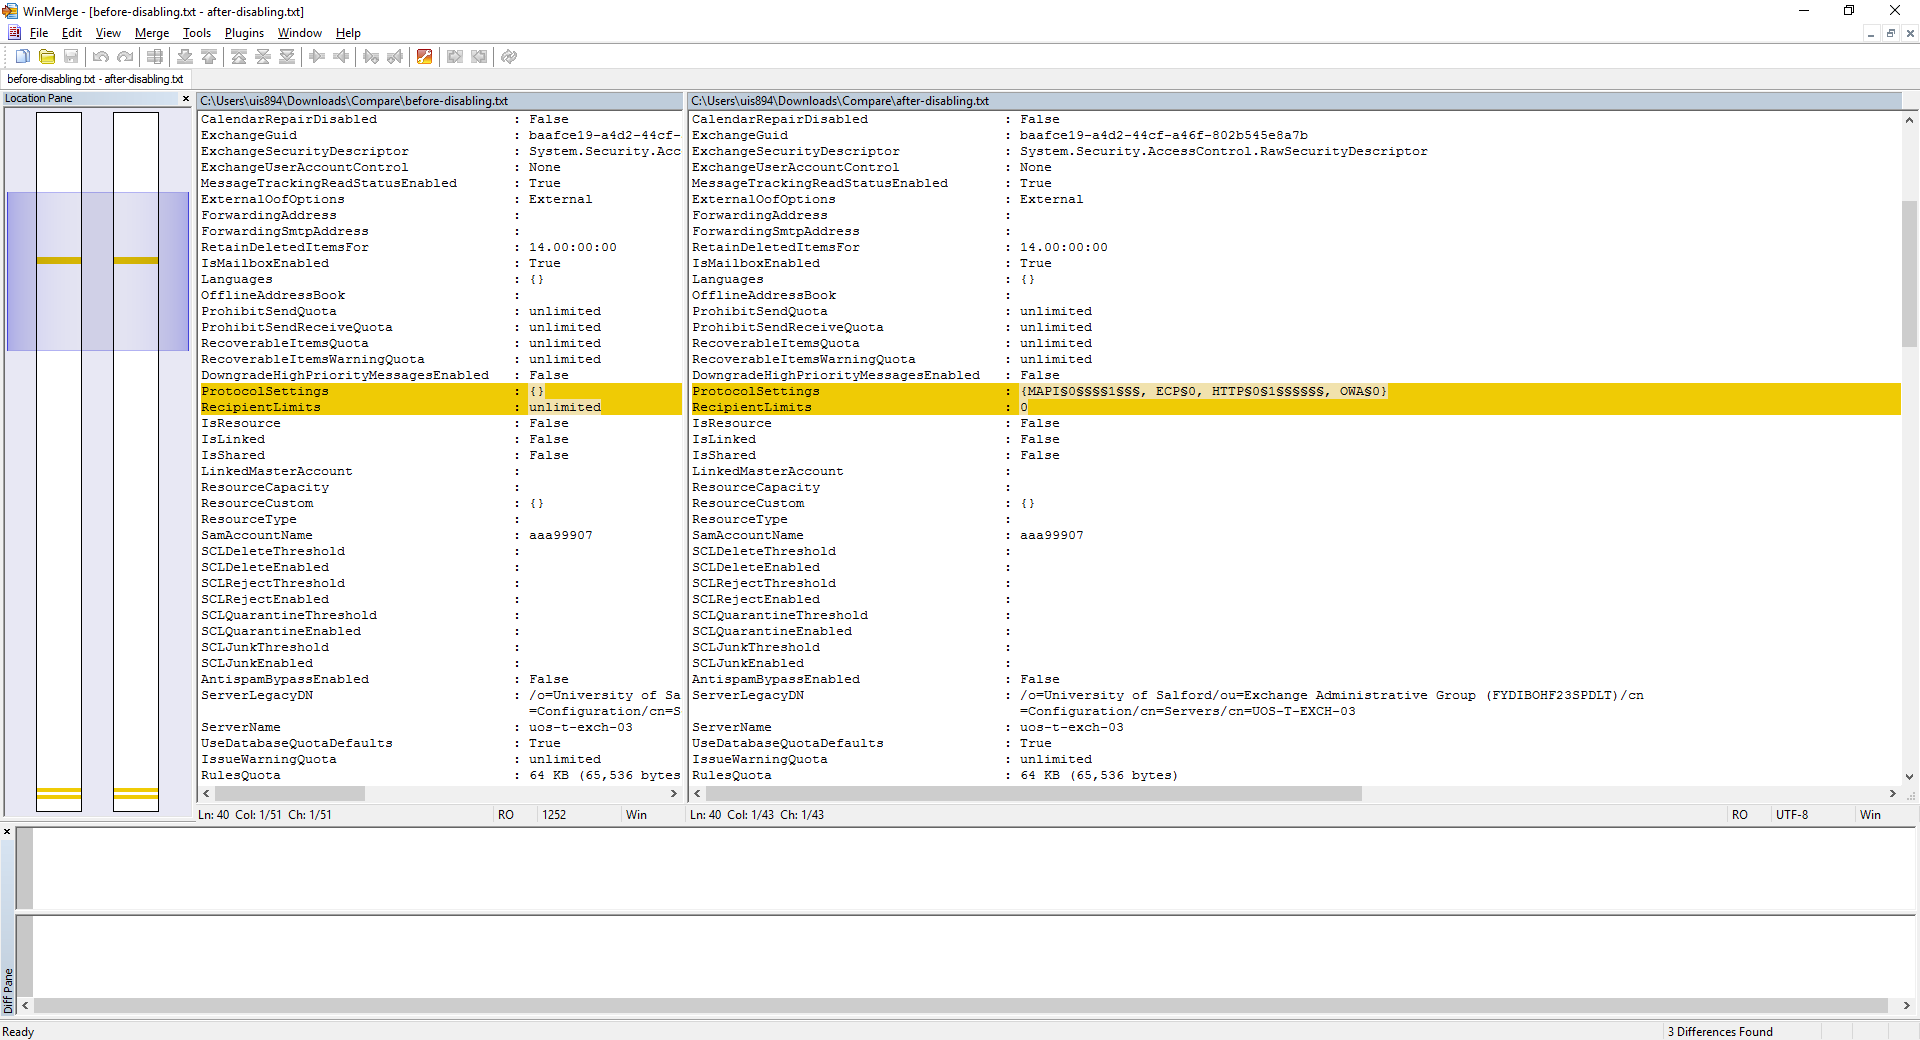 WinMerge - [before-disabling.txt - after-disabling.txt]
File Edit View Merge Tools Plugins Window Help
before-disabling.txt - after-disabling.txt
Location Pane
C:\Users\uis894\Downloads\Compare\before-disabling.txt
CalendarRepairDisabled : False
ExchangeGuid : baafce19-a4d2-44cf-
ExchangeSecurityDescriptor : System.Security.Acc
ExchangeUserAccountControl : None
MessageTrackingReadStatusEnabled : True
ExternalOofOptions : External
ForwardingAddress :
ForwardingSmtpAddress :
RetainDeletedItemsFor : 14.00:00:00
IsMailboxEnabled : True
Languages : {}
OfflineAddressBook :
ProhibitSendQuota : unlimited
ProhibitSendReceiveQuota : unlimited
RecoverableItemsQuota : unlimited
RecoverableItemsWarningQuota : unlimited
DowngradeHighPriorityMessagesEnabled : False
ProtocolSettings : {}
RecipientLimits : unlimited
IsResource : False
IsLinked : False
IsShared : False
LinkedMasterAccount :
ResourceCapacity :
ResourceCustom : {}
ResourceType :
SamAccountName : aaa99907
SCLDeleteThreshold :
SCLDeleteEnabled :
SCLRejectThreshold :
SCLRejectEnabled :
SCLQuarantineThreshold :
SCLQuarantineEnabled :
SCLJunkThreshold :
SCLJunkEnabled :
AntispamBypassEnabled : False
ServerLegacyDN : /o=University of Sa
=Configuration/cn=S
ServerName : uos-t-exch-03
UseDatabaseQuotaDefaults : True
IssueWarningQuota : unlimited
RulesQuota : 64 KB (65,536 bytes
Ln: 40 Col: 1/51 Ch: 1/51 RO 1252 Win
C:\Users\uis894\Downloads\Compare\after-disabling.txt
CalendarRepairDisabled : False
ExchangeGuid : baafce19-a4d2-44cf-a46f-802b545e8a7b
ExchangeSecurityDescriptor : System.Security.AccessControl.RawSecurityDescriptor
ExchangeUserAccountControl : None
MessageTrackingReadStatusEnabled : True
ExternalOofOptions : External
ForwardingAddress :
ForwardingSmtpAddress :
RetainDeletedItemsFor : 14.00:00:00
IsMailboxEnabled : True
Languages : {}
OfflineAddressBook :
ProhibitSendQuota : unlimited
ProhibitSendReceiveQuota : unlimited
RecoverableItemsQuota : unlimited
RecoverableItemsWarningQuota : unlimited
DowngradeHighPriorityMessagesEnabled : False
ProtocolSettings : {MAPI§0§§§§1§§§, ECP§0, HTTP§0§1§§§§§§, OWA§0}
RecipientLimits : 0
IsResource : False
IsLinked : False
IsShared : False
LinkedMasterAccount :
ResourceCapacity :
ResourceCustom : {}
ResourceType :
SamAccountName : aaa99907
SCLDeleteThreshold :
SCLDeleteEnabled :
SCLRejectThreshold :
SCLRejectEnabled :
SCLQuarantineThreshold :
SCLQuarantineEnabled :
SCLJunkThreshold :
SCLJunkEnabled :
AntispamBypassEnabled : False
ServerLegacyDN : /o=University of Salford/ou=Exchange Administrative Group (FYDIBOHF23SPDLT)/cn
=Configuration/cn=Servers/cn=UOS-T-EXCH-03
ServerName : uos-t-exch-03
UseDatabaseQuotaDefaults : True
IssueWarningQuota : unlimited
RulesQuota : 64 KB (65,536 bytes)
Ln: 40 Col: 1/43 Ch: 1/43 RO UTF-8 Win
Diff Pane
Ready 3 Differences Found